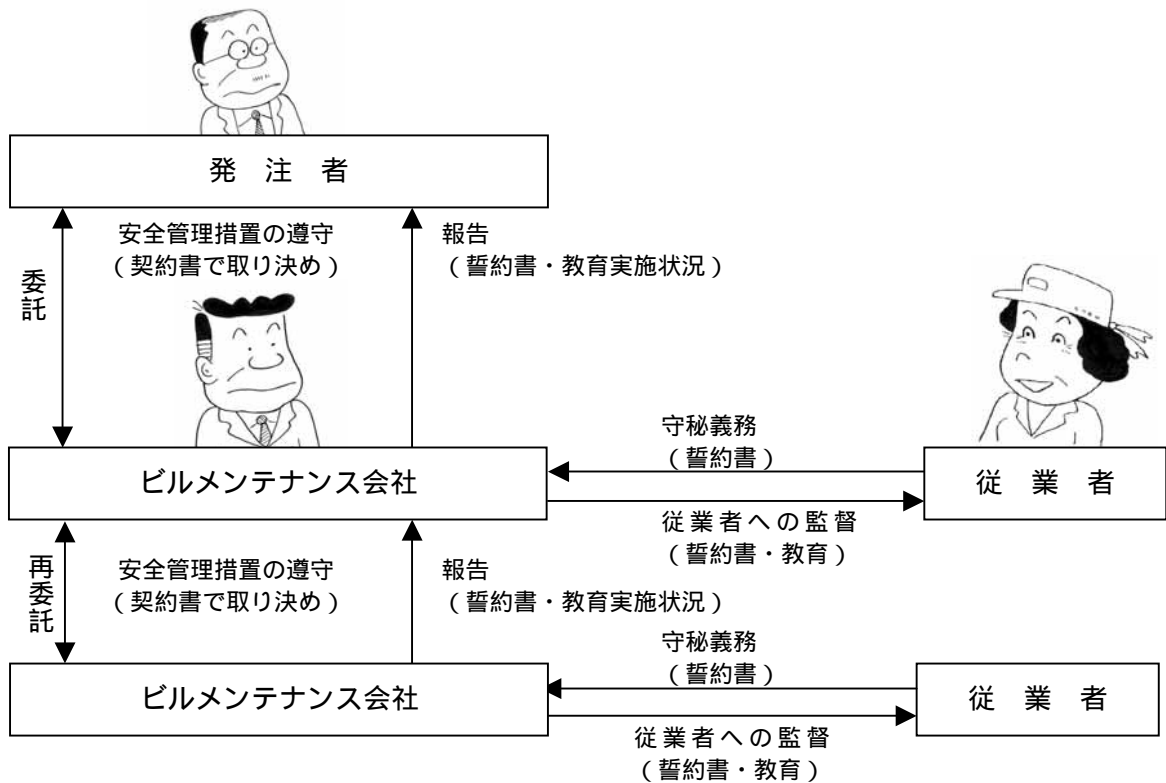 発　注　者
安全管理措置の遵守
（契約書で取り決め）
報告
（誓約書・教育実施状況）
委託
ビルメンテナンス会社
守秘義務
（誓約書）
従　業　者
従業者への監督
（誓約書・教育）
再委託
安全管理措置の遵守
（契約書で取り決め）
報告
（誓約書・教育実施状況）
守秘義務
（誓約書）
ビルメンテナンス会社
従　業　者
従業者への監督
（誓約書・教育）